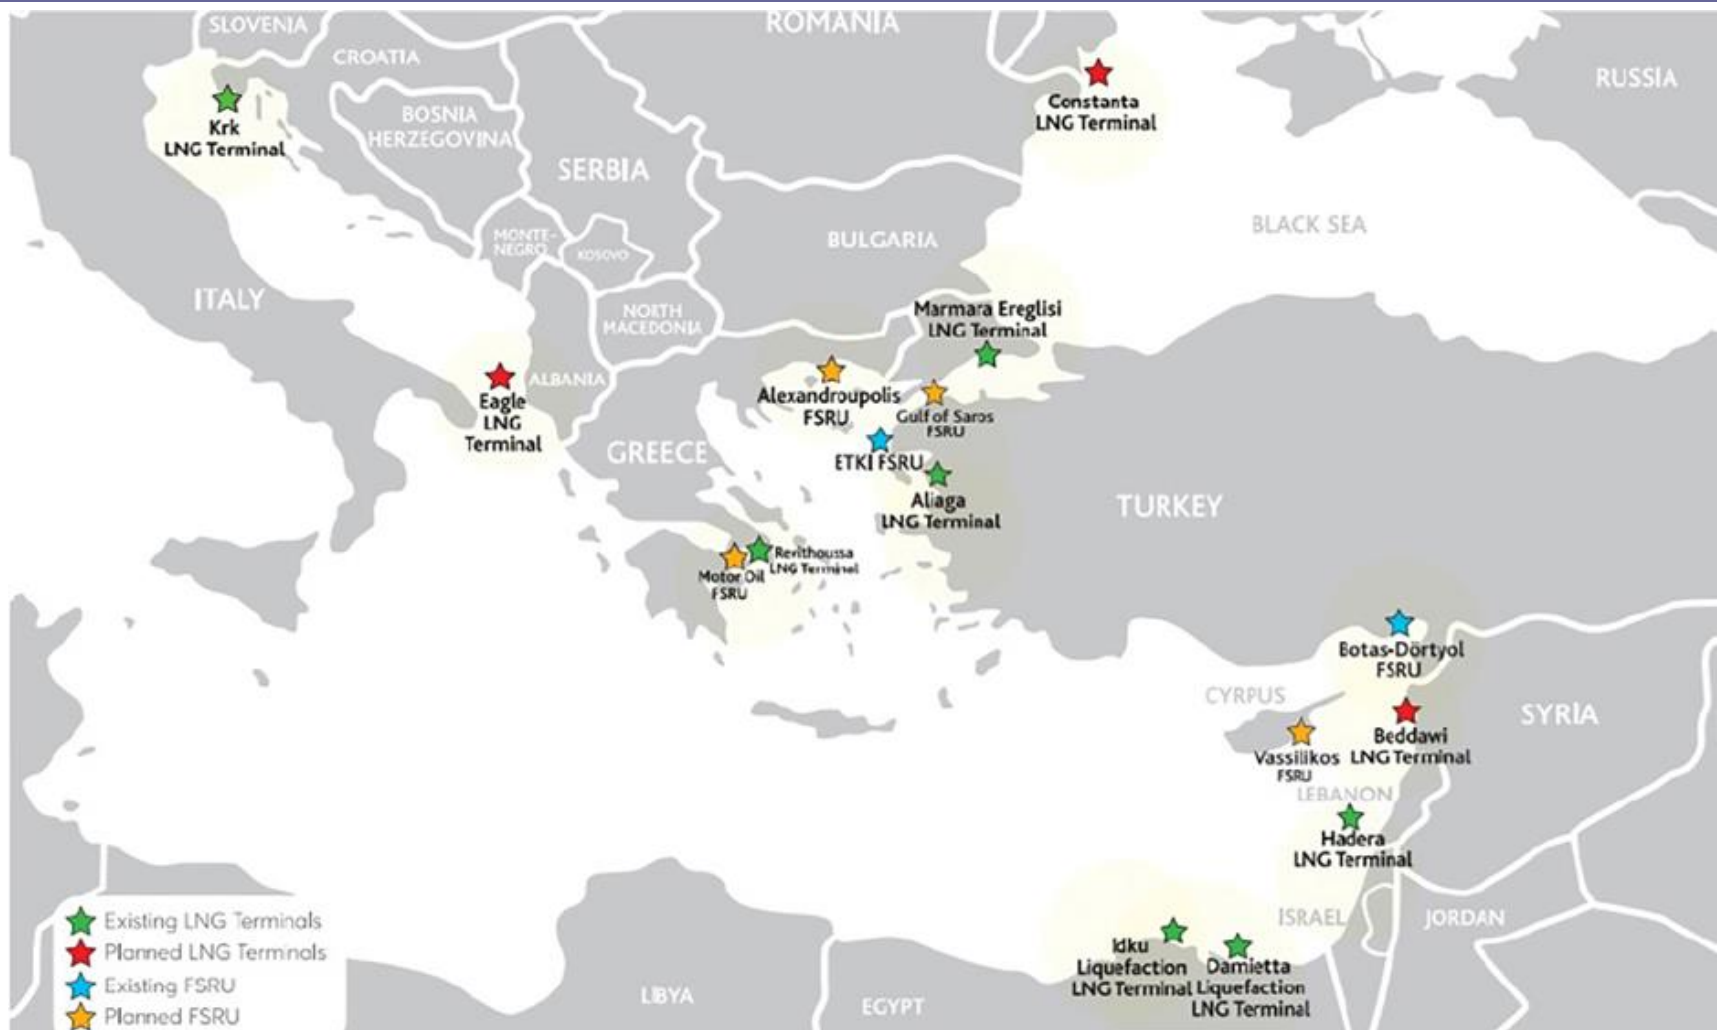 SLOVENIA
ROMANIA
CROATIA
RUSSIA
Constanta
LNG Terminal
BOSNIA
HERZEGOVINA
Krk
LNG Terminal
SERBIA
BLACK SEA
MONTE-
NEGRO
KOSOVO
BULGARIA
ITALY
NORTH
MACEDONIA
Marmara Ereglisi
LNG Terminal
ALBANIA
Eagle
LNG
Terminal
Alexandroupolis
FSRU
Gulf of Saros
FSRU
GREECE
ETKI FSRU
Aliaga
LNG Terminal
TURKEY
Revithoussa
LNG Terminal
Motor Oil
FSRU
Botas-Dörtyol
FSRU
CYRPUS
SYRIA
Beddawi
LNG Terminal
Vassilikos
FSRU
LEBANON
Hadera
LNG Terminal
ISRAEL
JORDAN
Idku
Liquefaction
LNG Terminal
Damietta
Liquefaction
LNG Terminal
LIBYA
EGYPT
Existing LNG Terminals
Planned LNG Terminals
Existing FSRU
Planned FSRU